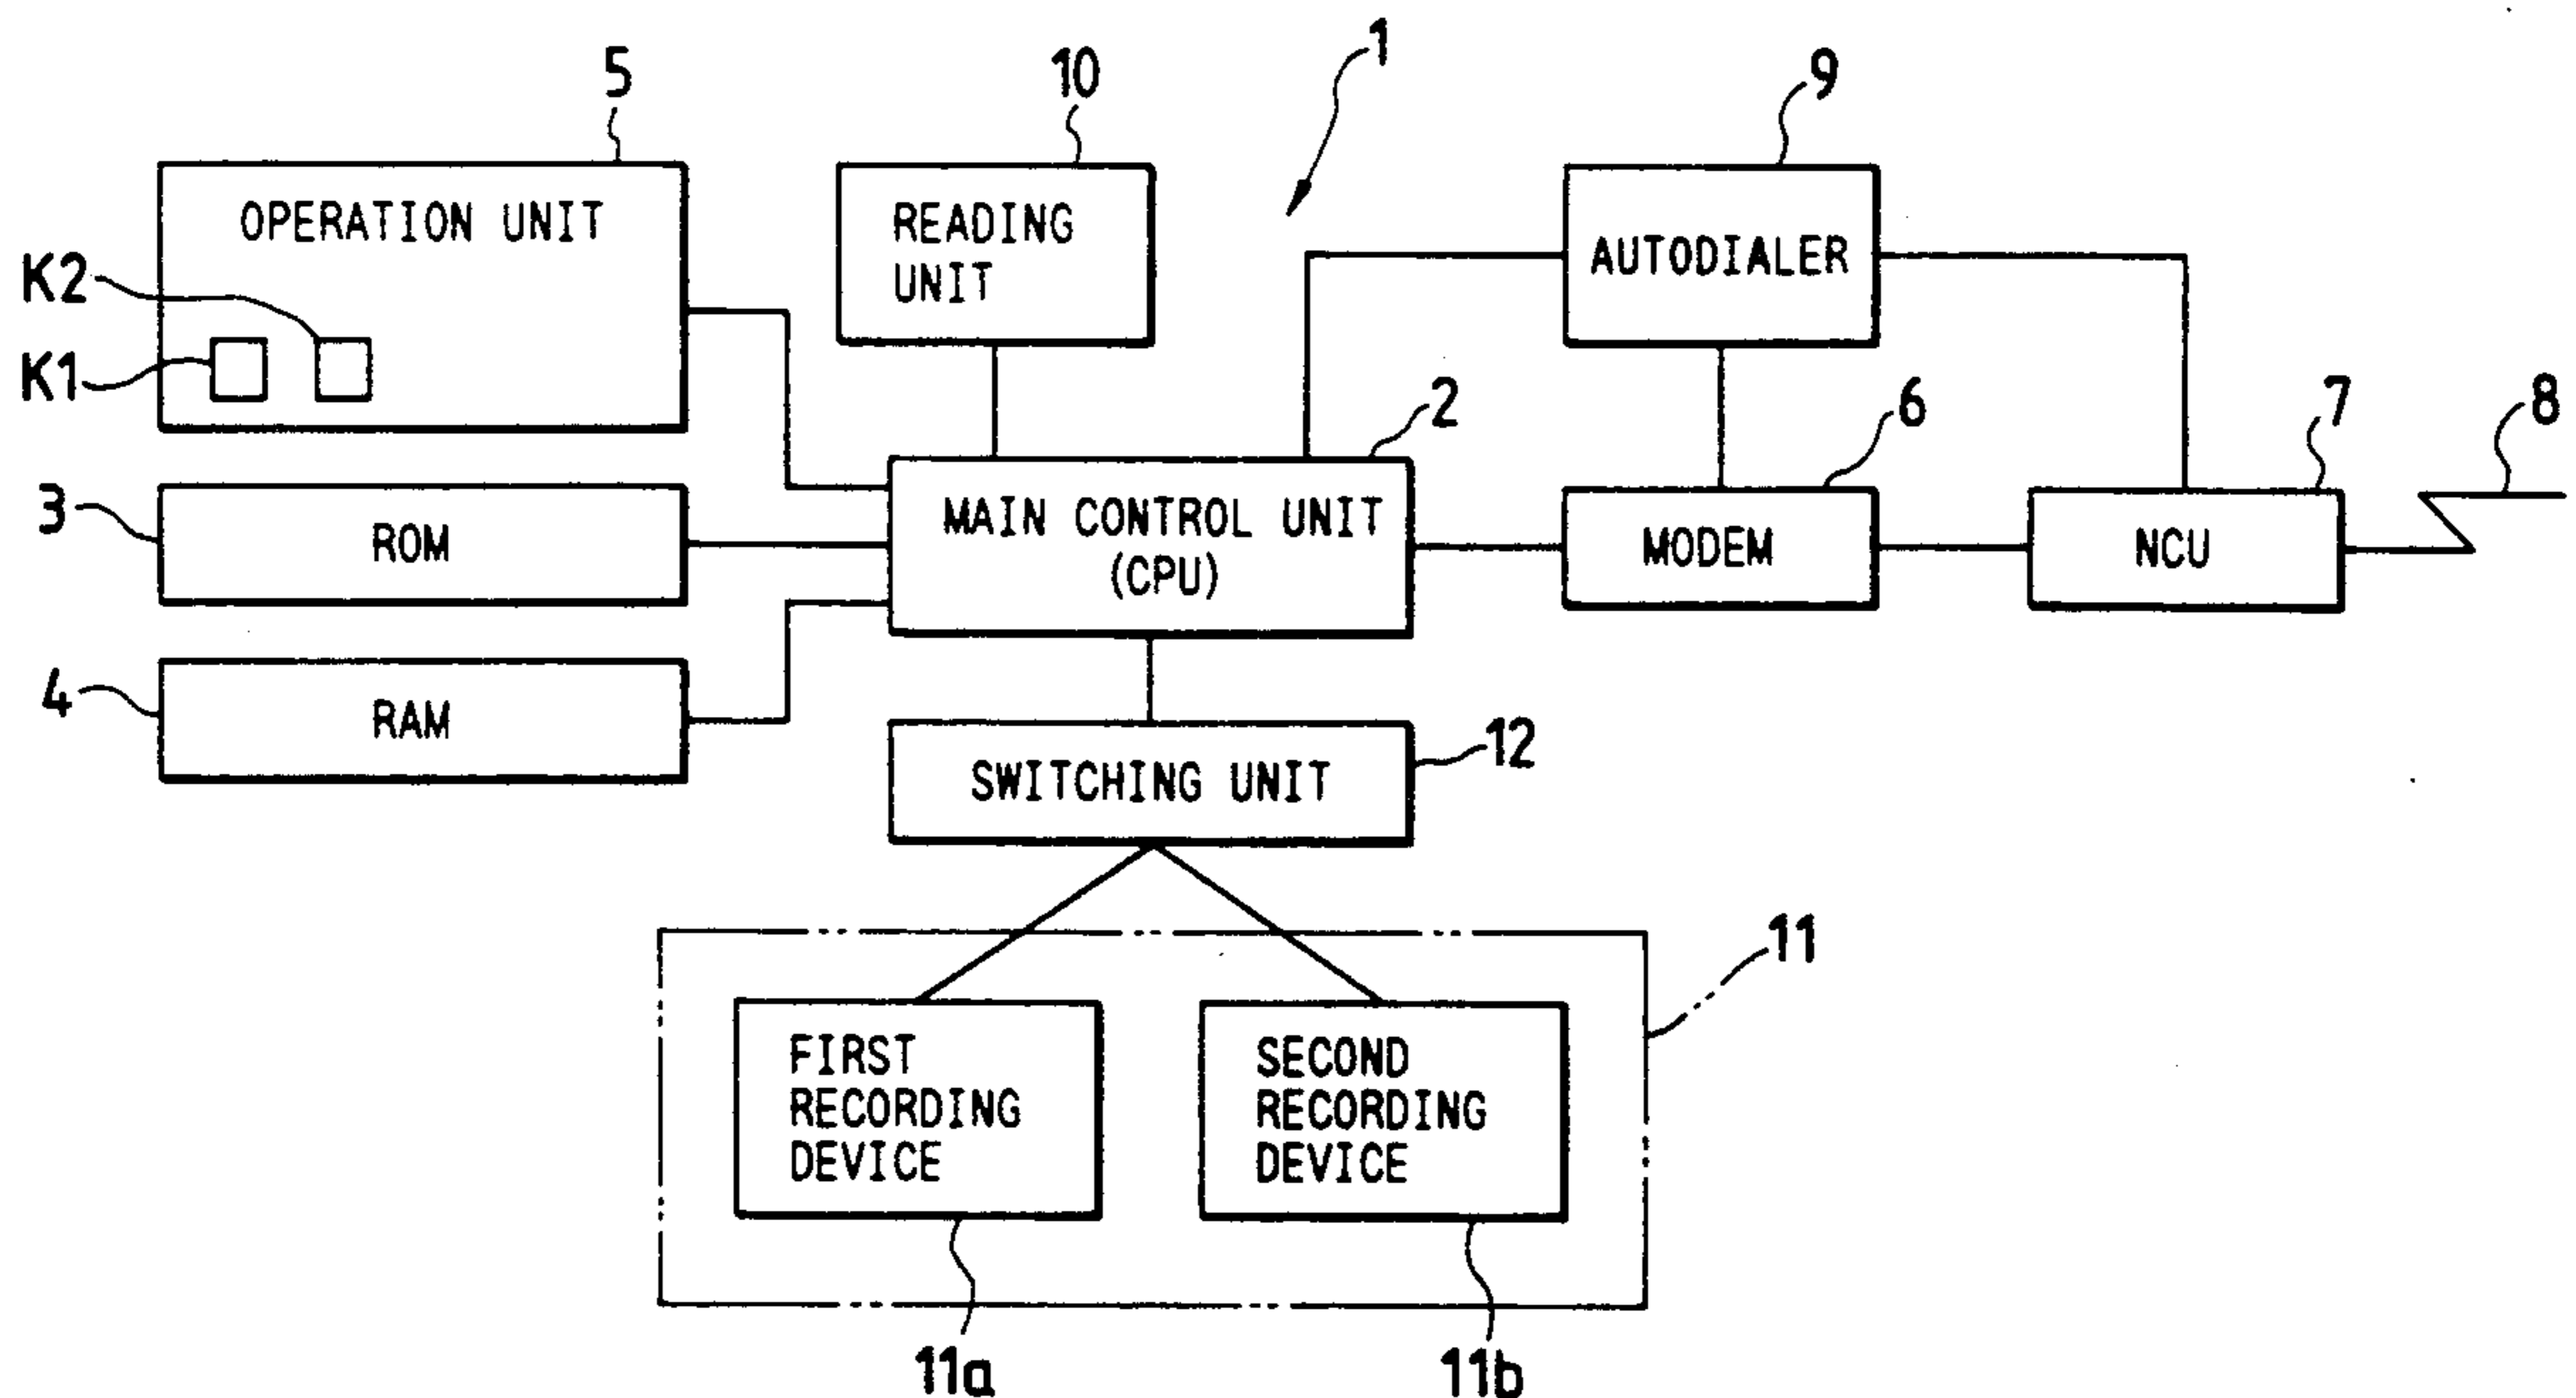 1
5
10
9
OPERATION UNIT
READING
UNIT
AUTODIALER
K2
K1
2
6
7
8
3
ROM
MAIN CONTROL UNIT
(CPU)
MODEM
NCU
4
RAM
12
SWITCHING UNIT
11
FIRST
RECORDING
DEVICE
SECOND
RECORDING
DEVICE
11a
11b